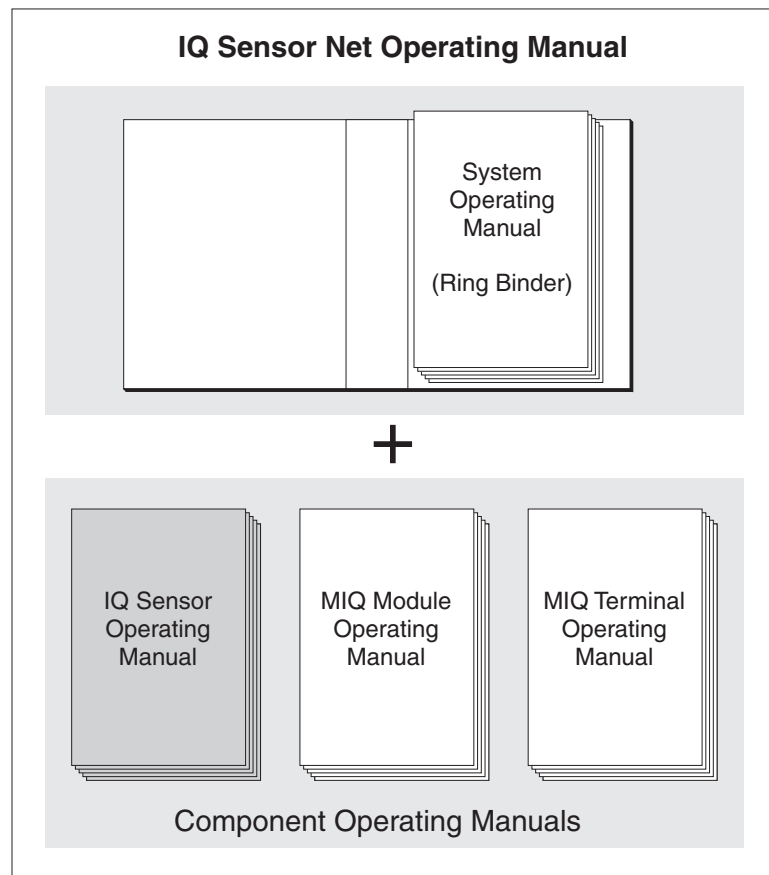 IQ Sensor Net Operating Manual
System
Operating
Manual
(Ring Binder)
+
IQ Sensor
Operating
Manual
MIQ Module
Operating
Manual
MIQ Terminal
Operating
Manual
Component Operating Manuals